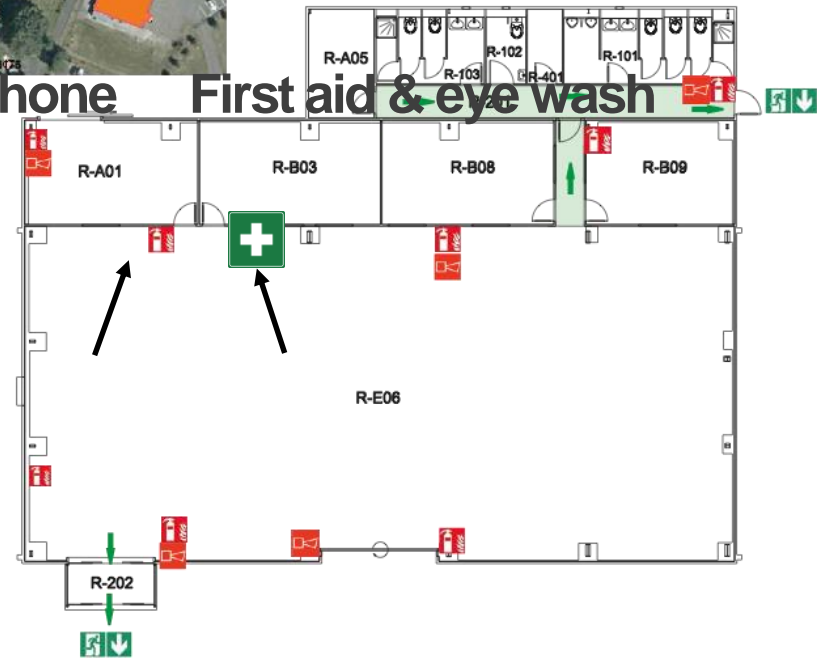 R-A05
R-102
R-101
R-103
R-401
hone First aid & eye wash
R-A01
R-B03
R-B08
R-B09
R-E06
R-202